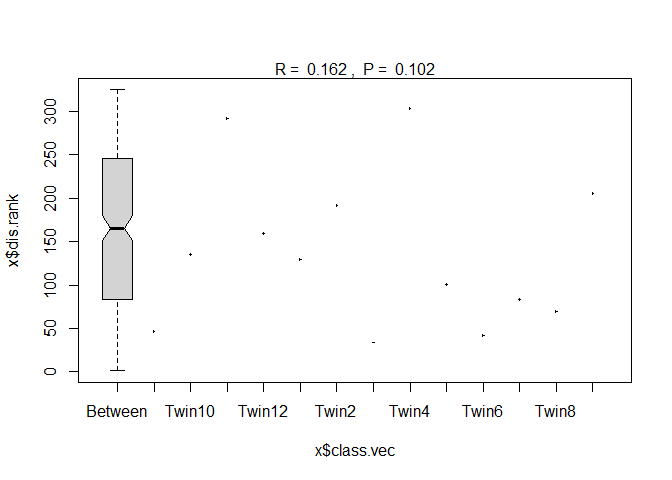 R = 0.162 , P = 0.102
300
250
200
150
100
50
0
x$dis.rank
Between Twin10 Twin12 Twin2 Twin4 Twin6 Twin8
x$class.vec